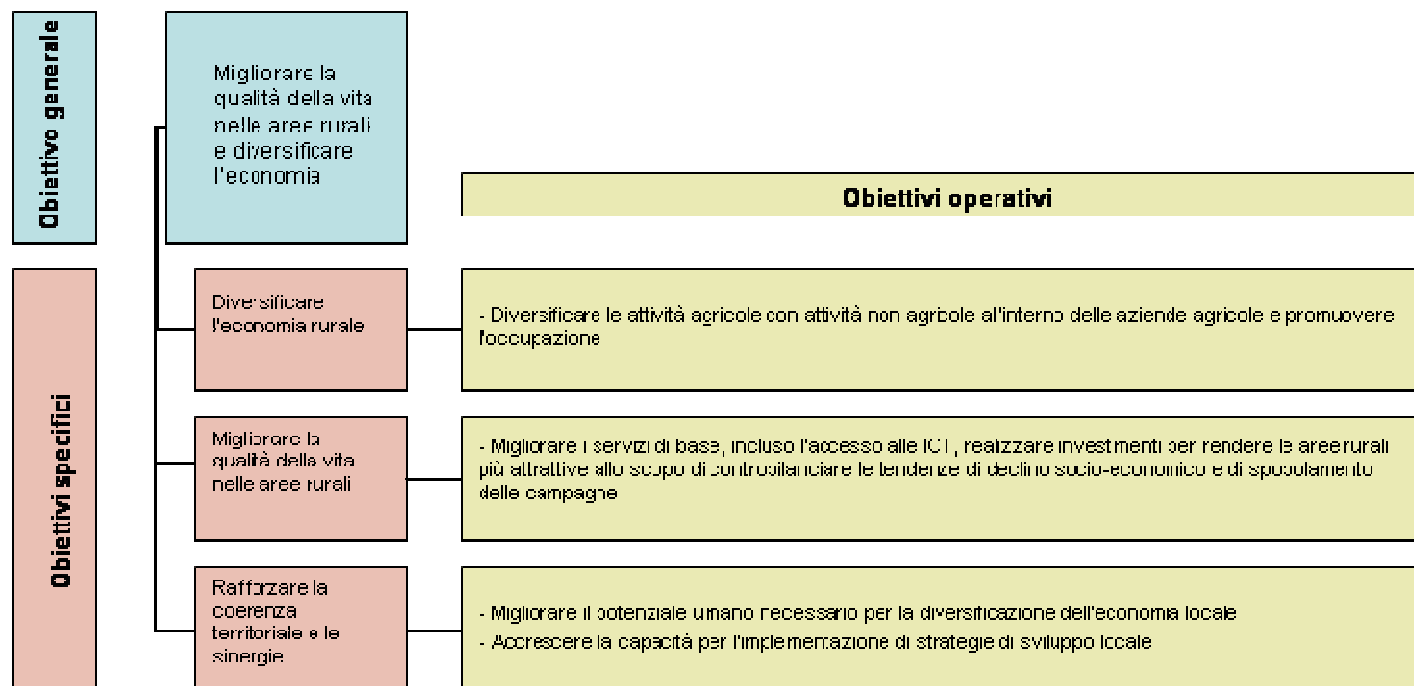 Obiettivo generale
Migliorare la
qualità della vita
nelle aree rurali
e diversificare
l'economia
Obiettivi operativi
Obiettivi specifici
Diversificare
l'economia rurale
- Diversificare le attività agricole con attività non agricole all'interno delle aziende agricole e promuovere
l'occupazione
Migliorare la
qualità della vita
nelle aree rurali
- Migliorare i servizi di base, incluso l'accesso alle ICT, realizzare investimenti per rendere le aree rurali
più attrattive allo scopo di controbilanciare le tendenze di declino socio-economico e di spopolamento
delle campagne
Rafforzare la
coerenza
territoriale e le
sinergie
- Migliorare il potenziale umano necessario per la diversificazione dell'economia locale
- Accrescere la capacità per l'implementazione di strategie di sviluppo locale